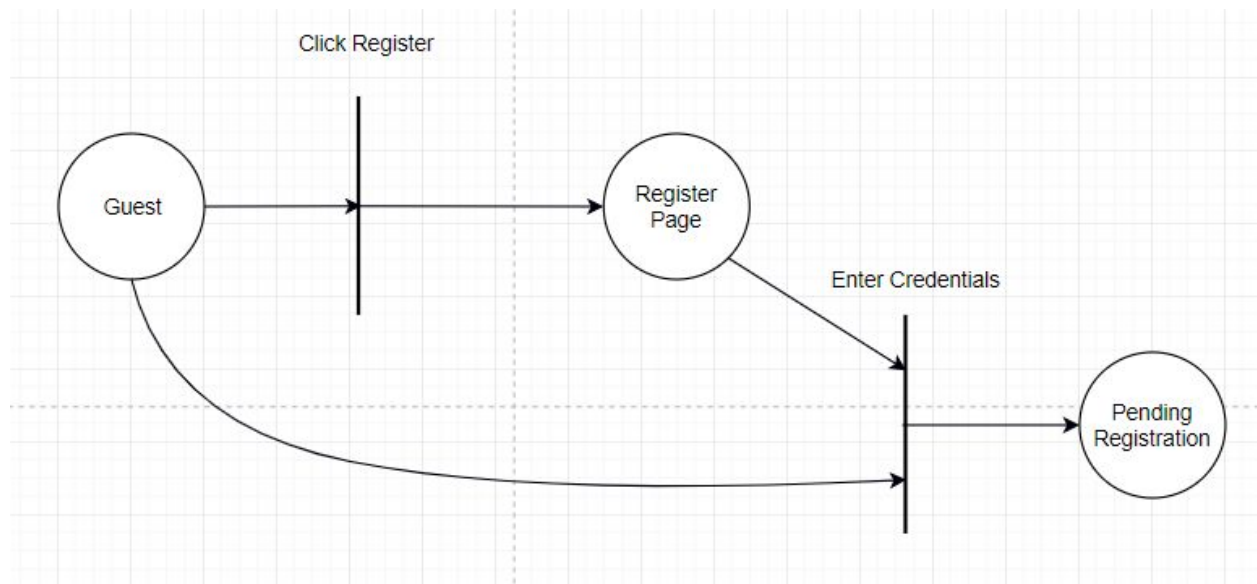 Click Register
Guest
Register
Page
Enter Credentials
Pending
Registration